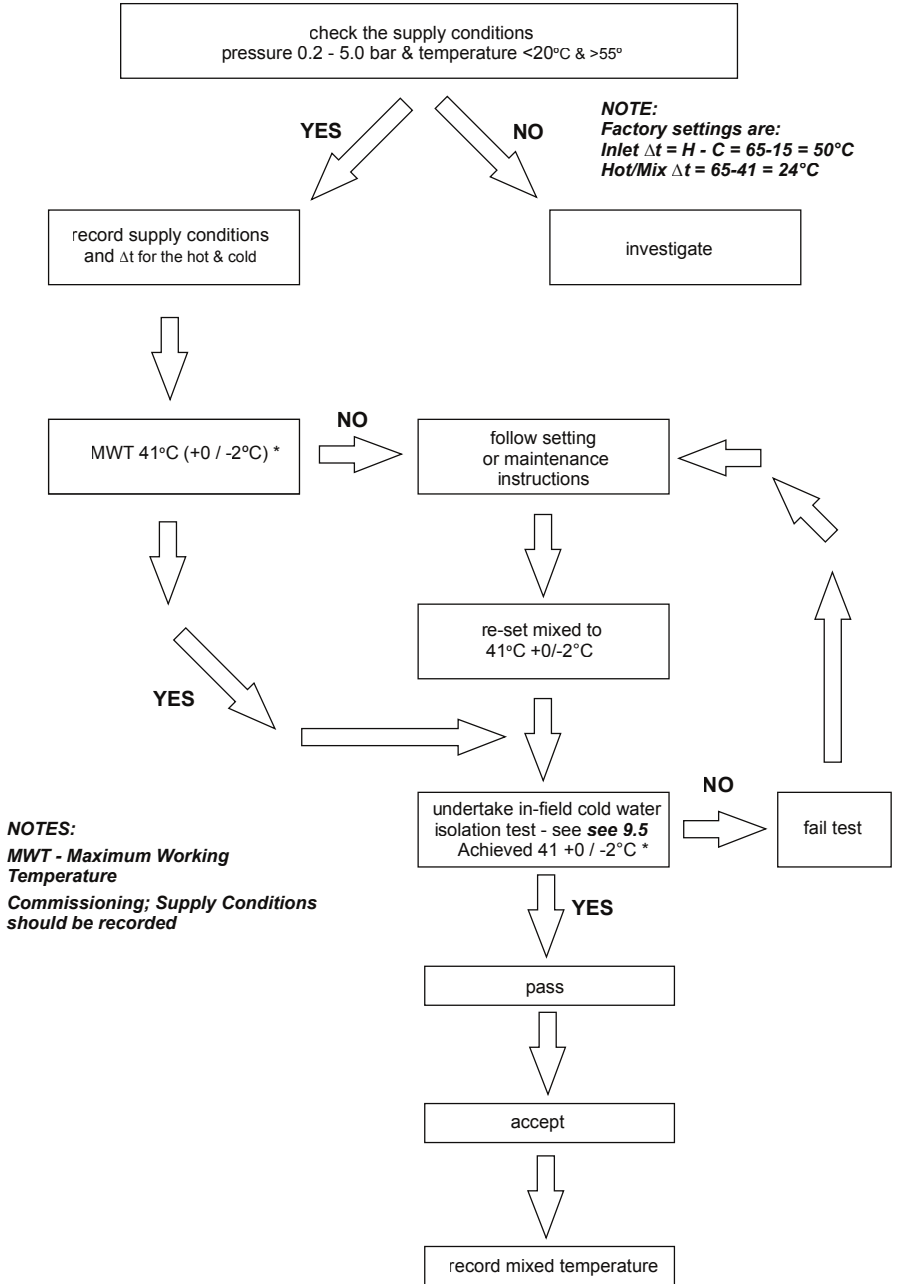 check the supply conditions
pressure 0.2 - 5.0 bar & temperature <20ºC & >55º
YES
NO
NOTE:
Factory settings are:
Inlet Δt = H - C = 65-15 = 50°C
Hot/Mix Δt = 65-41 = 24°C
record supply conditions
and Δt for the hot & cold
investigate
MWT 41ºC (+0 / -2ºC) *
NO
follow setting
or maintenance
instructions
re-set mixed to
41ºC +0/-2°C
YES
undertake in-field cold water
isolation test - see see 9.5
Achieved 41 +0 / -2°C *
NO
fail test
NOTES:
MWT - Maximum Working
Temperature
Commissioning; Supply Conditions
should be recorded
YES
pass
accept
record mixed temperature